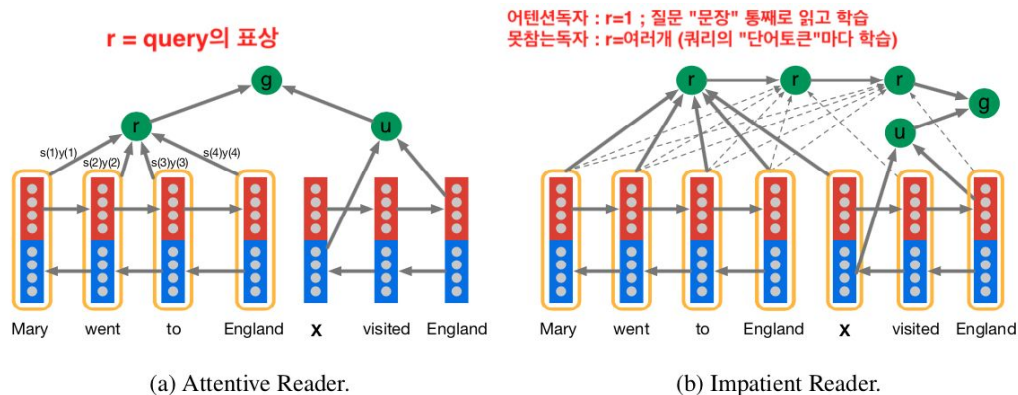 r = query의 표상
어텐션독자 : r=1 ; 질문 "문장" 통째로 읽고 학습
못참는독자 : r=여러개 (쿼리의 "단어토큰"마다 학습)
g
r
u
s(1)y(1)
s(2)y(2)
s(3)y(3)
s(4)y(4)
Mary went to England x visited England
(a) Attentive Reader.
r r r
g
u
Mary went to England x visited England
(b) Impatient Reader.